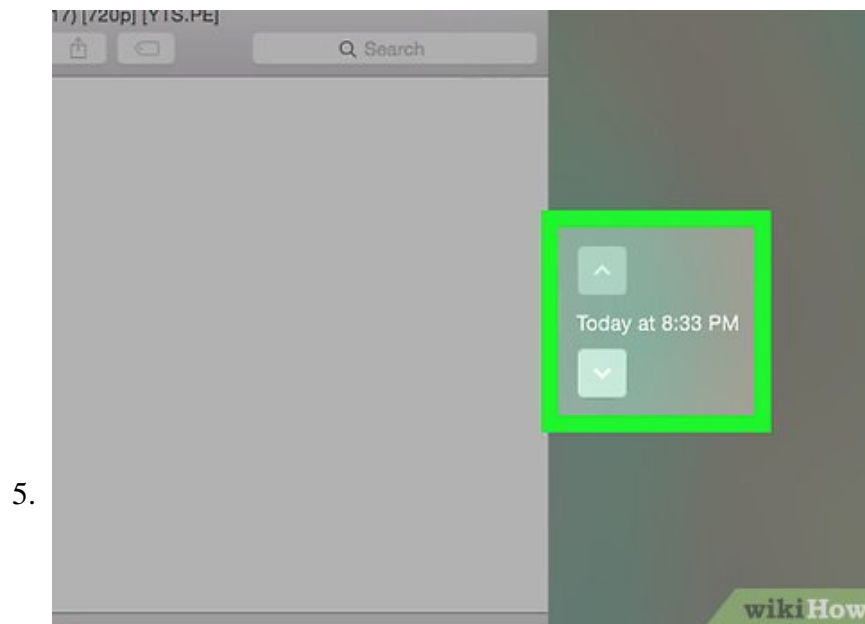 17) [720p] [YTS.PE]
Search
Today at 8:33 PM
5.
wikiHow